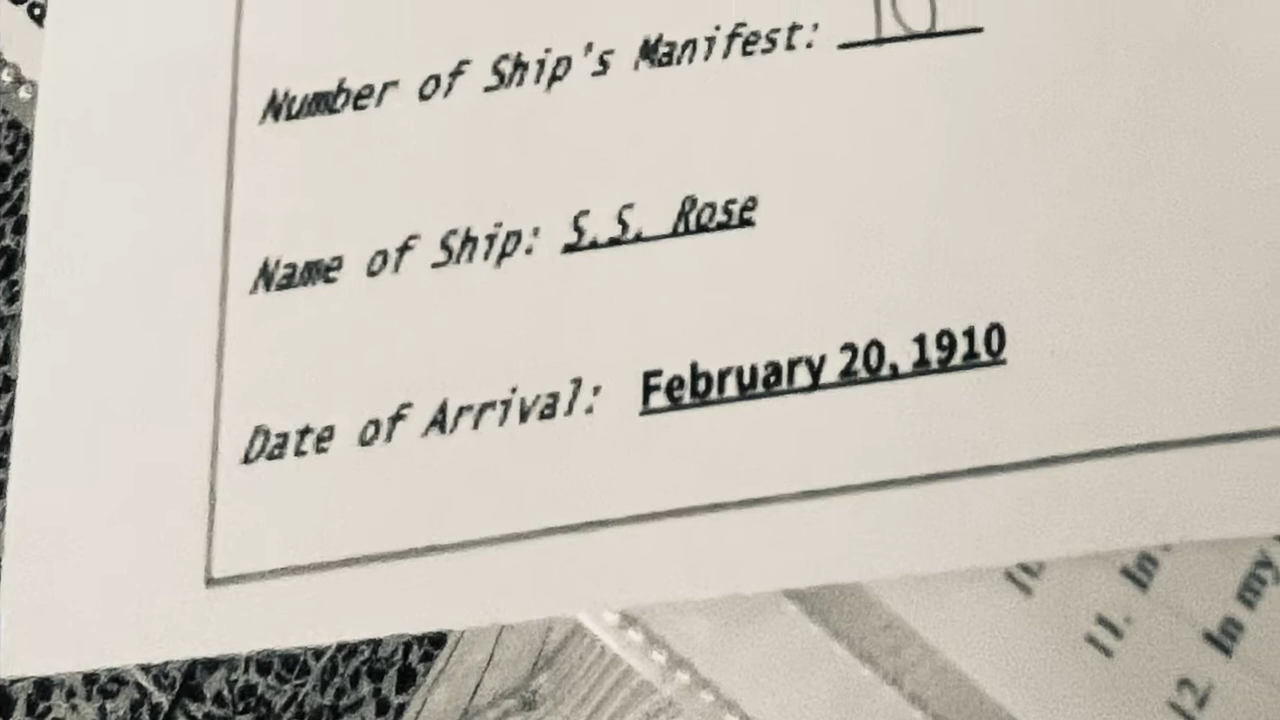 Number of Ship's Manifest: 10
Name of Ship: S.S. Rose
Date of Arrival: February 20, 1910
11. In
12. In my